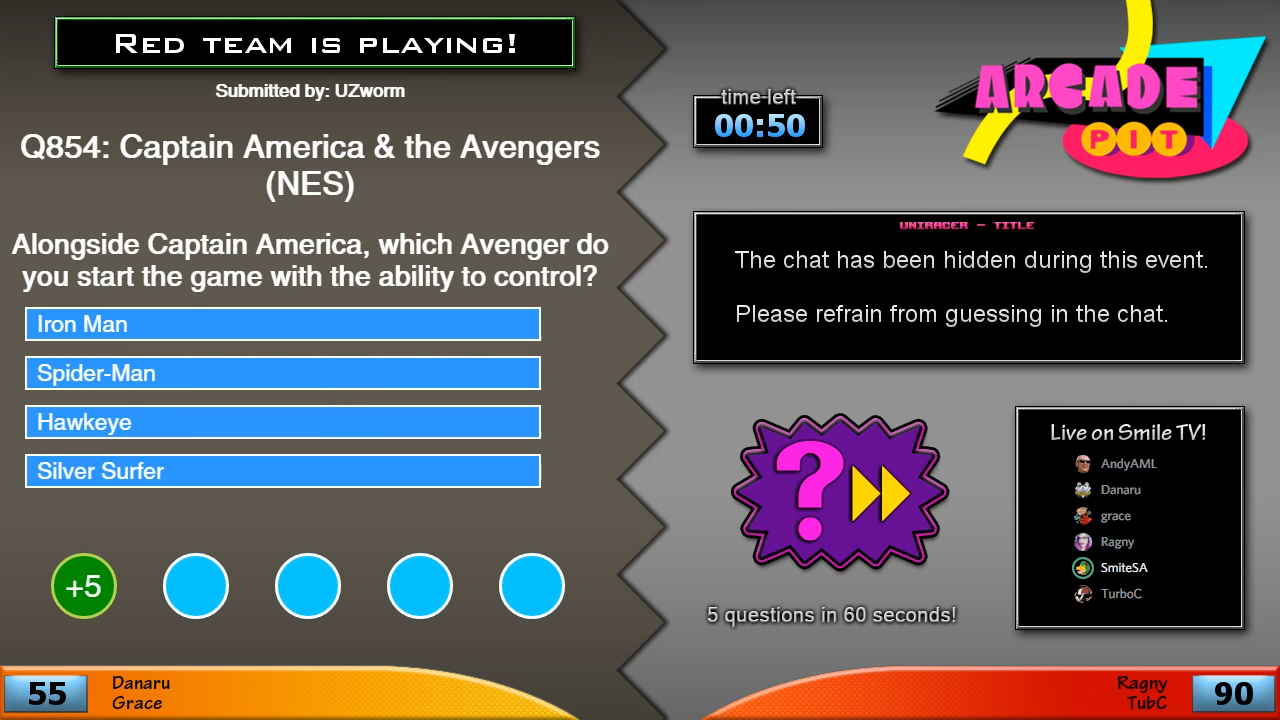 RED TEAM IS PLAYING!
Submitted by: UZworm
Q854: Captain America & the Avengers
(NES)
Alongside Captain America, which Avenger do
you start the game with the ability to control?
Iron Man
Spider-Man
Hawkeye
Silver Surfer
+5
55
Danaru
Grace
time left
00:50
ARCADE
PIT
UNIRACER - TITLE
The chat has been hidden during this event.
Please refrain from guessing in the chat.
?
5 questions in 60 seconds!
Live on Smile TV!
AndyAML
Danaru
grace
Ragny
SmiteSA
TurboC
Ragny
TubC
90